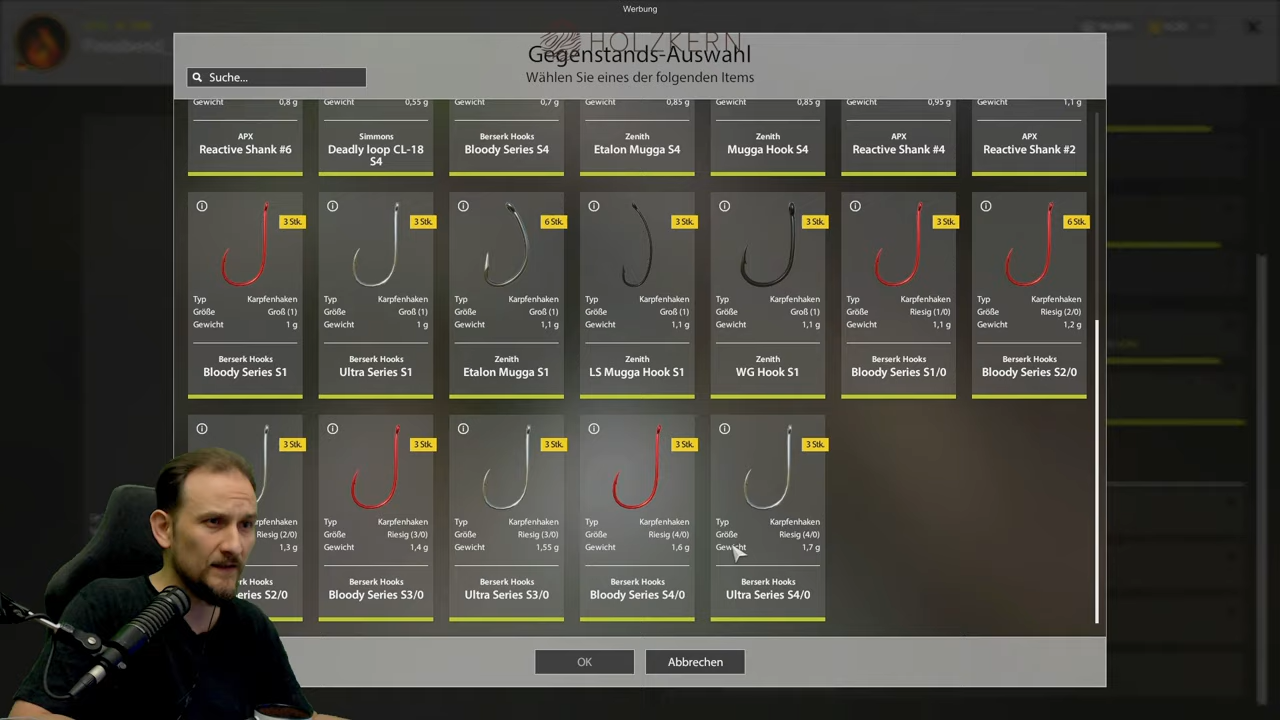 Werbung
HOLZKERN
Gegenstands-Auswahl
Suche...
Wählen Sie eines der folgenden Items
Gewicht 0,8 g
Gewicht 0,55 g
Gewicht 0,7 g
Gewicht 0,85 g
Gewicht 0,85 g
Gewicht 0,95 g
Gewicht 1,1 g
APX
Reactive Shank #6
Simmons
Deadly loop CL-18
S4
Berserk Hooks
Bloody Series S4
Zenith
Etalon Mugga S4
Zenith
Mugga Hook S4
APX
Reactive Shank #4
APX
Reactive Shank #2
3 Stk.
Typ Karpfenhaken
Größe Groß (1)
Gewicht 1 g
Berserk Hooks
Bloody Series S1
3 Stk.
Typ Karpfenhaken
Größe Groß (1)
Gewicht 1 g
Berserk Hooks
Ultra Series S1
6 Stk.
Typ Karpfenhaken
Größe Groß (1)
Gewicht 1,1 g
Zenith
Etalon Mugga S1
3 Stk.
Typ Karpfenhaken
Größe Groß (1)
Gewicht 1,1 g
Zenith
LS Mugga Hook S1
3 Stk.
Typ Karpfenhaken
Größe Groß (1)
Gewicht 1,1 g
Zenith
WG Hook S1
3 Stk.
Typ Karpfenhaken
Größe Riesig (1/0)
Gewicht 1,1 g
Berserk Hooks
Bloody Series S1/0
6 Stk.
Typ Karpfenhaken
Größe Riesig (2/0)
Gewicht 1,2 g
Berserk Hooks
Bloody Series S2/0
3 Stk.
Karpfenhaken
Riesig (2/0)
1,3 g
eries S2/0
3 Stk.
Typ Karpfenhaken
Größe Riesig (3/0)
Gewicht 1,4 g
Berserk Hooks
Bloody Series S3/0
3 Stk.
Typ Karpfenhaken
Größe Riesig (3/0)
Gewicht 1,55 g
Berserk Hooks
Ultra Series S3/0
3 Stk.
Typ Karpfenhaken
Größe Riesig (4/0)
Gewicht 1,6 g
Berserk Hooks
Bloody Series S4/0
3 Stk.
Typ Karpfenhaken
Größe Riesig (4/0)
Gewicht 1,7 g
Berserk Hooks
Ultra Series S4/0
OK
Abbrechen